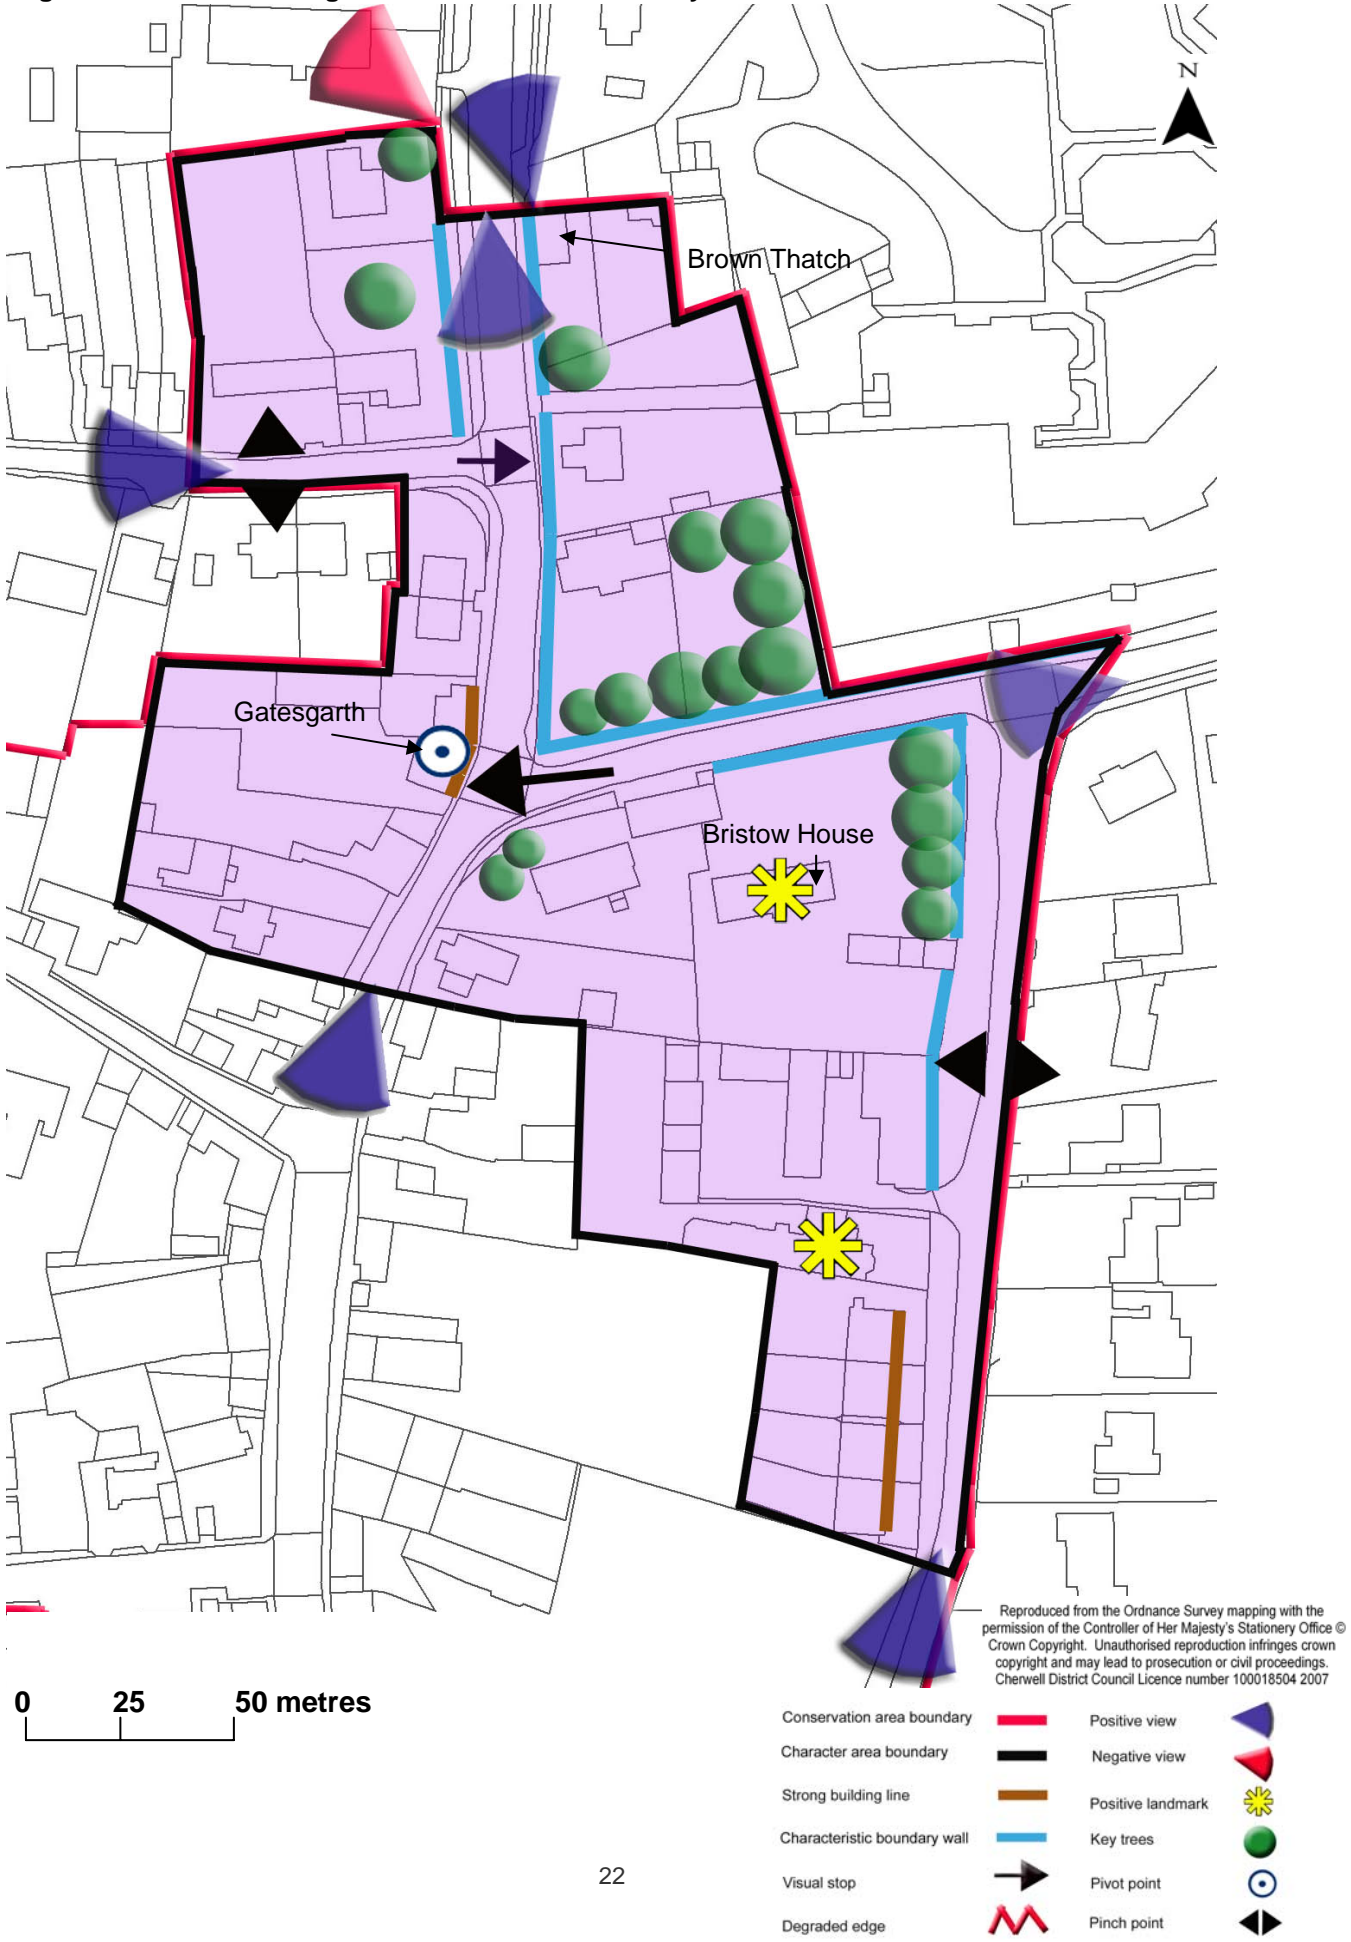 N
Brown Thatch
Gatesgarth
Bristow House
Reproduced from the Ordnance Survey mapping with the
permission of the Controller of Her Majesty's Stationery Office ©
Crown Copyright. Unauthorised reproduction infringes crown
copyright and may lead to prosecution or civil proceedings.
Cherwell District Council Licence number 100018504 2007
0 25 50 metres
Conservation area boundary
Positive view
Character area boundary
Negative view
Strong building line
Positive landmark
Characteristic boundary wall
Key trees
Visual stop
Pivot point
Degraded edge
Pinch point
22